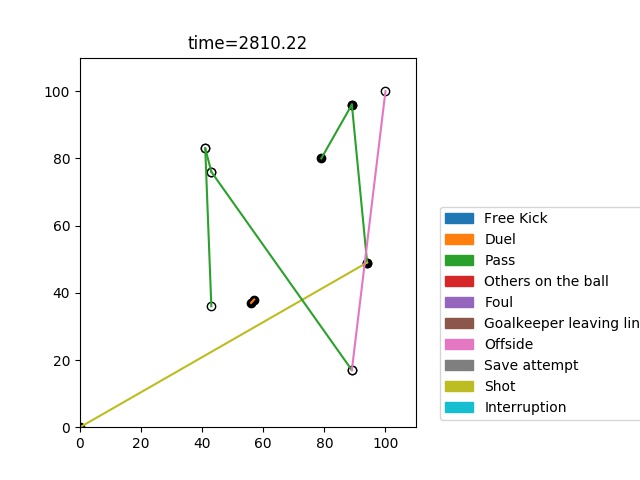 time=2810.22
100
80
60
40
20
0
0 20 40 60 80 100
Free Kick
Duel
Pass
Others on the ball
Foul
Goalkeeper leaving lin
Offside
Save attempt
Shot
Interruption